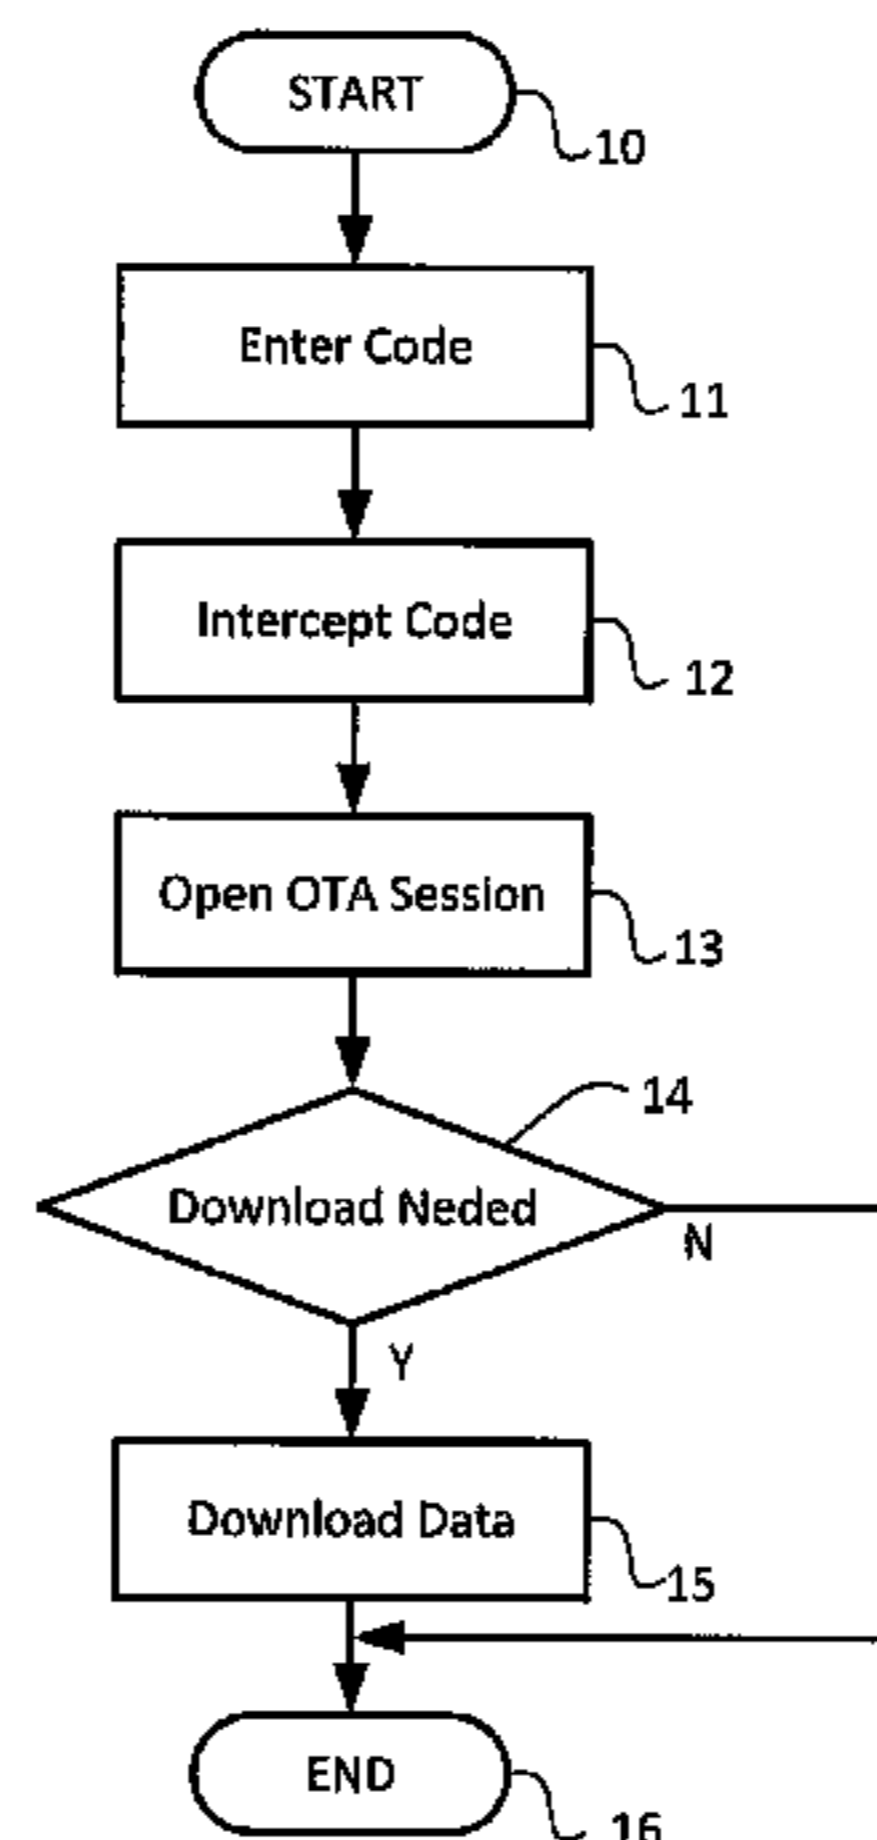 START
10
Enter Code
11
Intercept Code
12
Open OTA Session
13
14
Download Neded
N
Y
Download Data
15
END
16